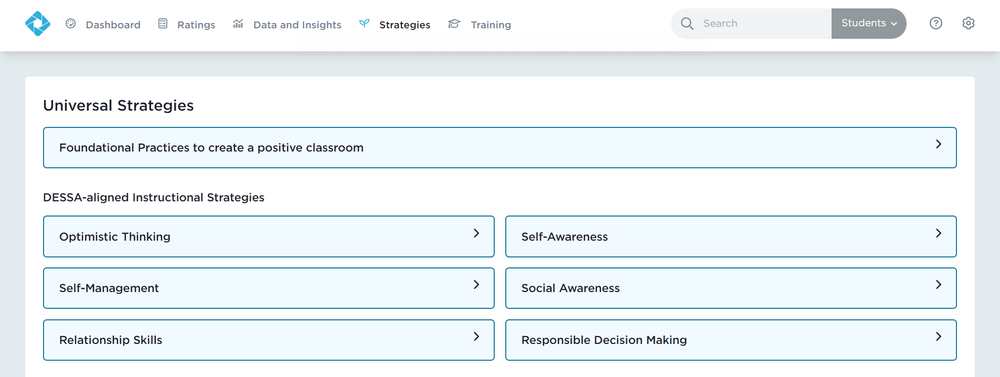 Dashboard Ratings Data and Insights Strategies Training Search Students
Universal Strategies
Foundational Practices to create a positive classroom
DESSA-aligned Instructional Strategies
Optimistic Thinking Self-Awareness
Self-Management Social Awareness
Relationship Skills Responsible Decision Making